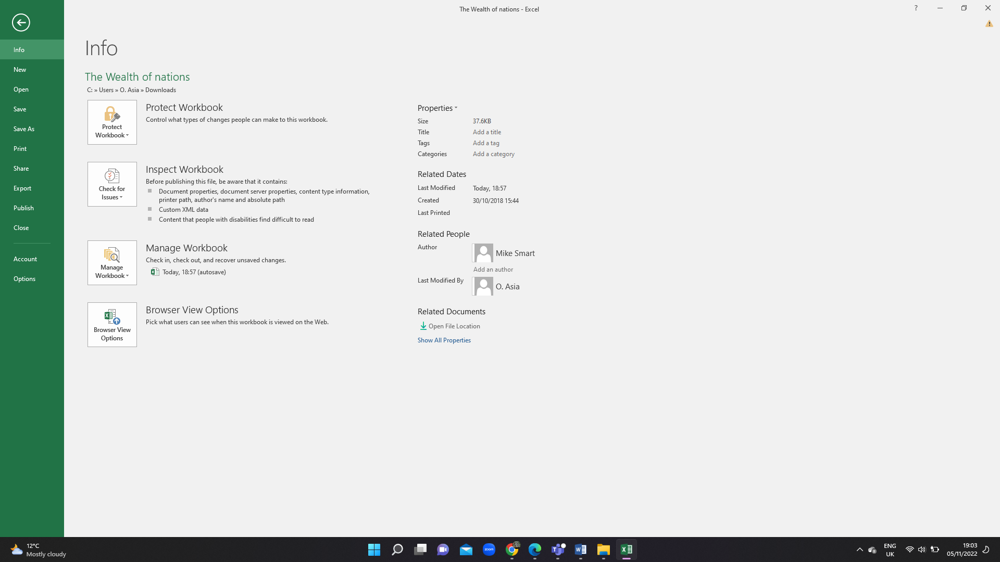 The Wealth of nations - Excel
?
Info
New
Open
Save
Save As
Print
Share
Export
Publish
Close
Account
Options
Info
The Wealth of nations
C: » Users » O. Asia » Downloads
Protect
Workbook
Protect Workbook
Control what types of changes people can make to this workbook.
Check for
Issues
Inspect Workbook
Before publishing this file, be aware that it contains:
Document properties, document server properties, content type information,
printer path, author's name and absolute path
Custom XML data
Content that people with disabilities find difficult to read
Manage
Workbook
Manage Workbook
Check in, check out, and recover unsaved changes.
Today, 18:57 (autosave)
Browser View
Options
Browser View Options
Pick what users can see when this workbook is viewed on the Web.
Properties
Size 37.6KB
Title Add a title
Tags Add a tag
Categories Add a category
Related Dates
Last Modified Today, 18:57
Created 30/10/2018 15:44
Last Printed
Related People
Author Mike Smart
Add an author
Last Modified By O. Asia
Related Documents
Open File Location
Show All Properties
12°C
Mostly cloudy
zoom
ENG
UK
19:03
05/11/2022